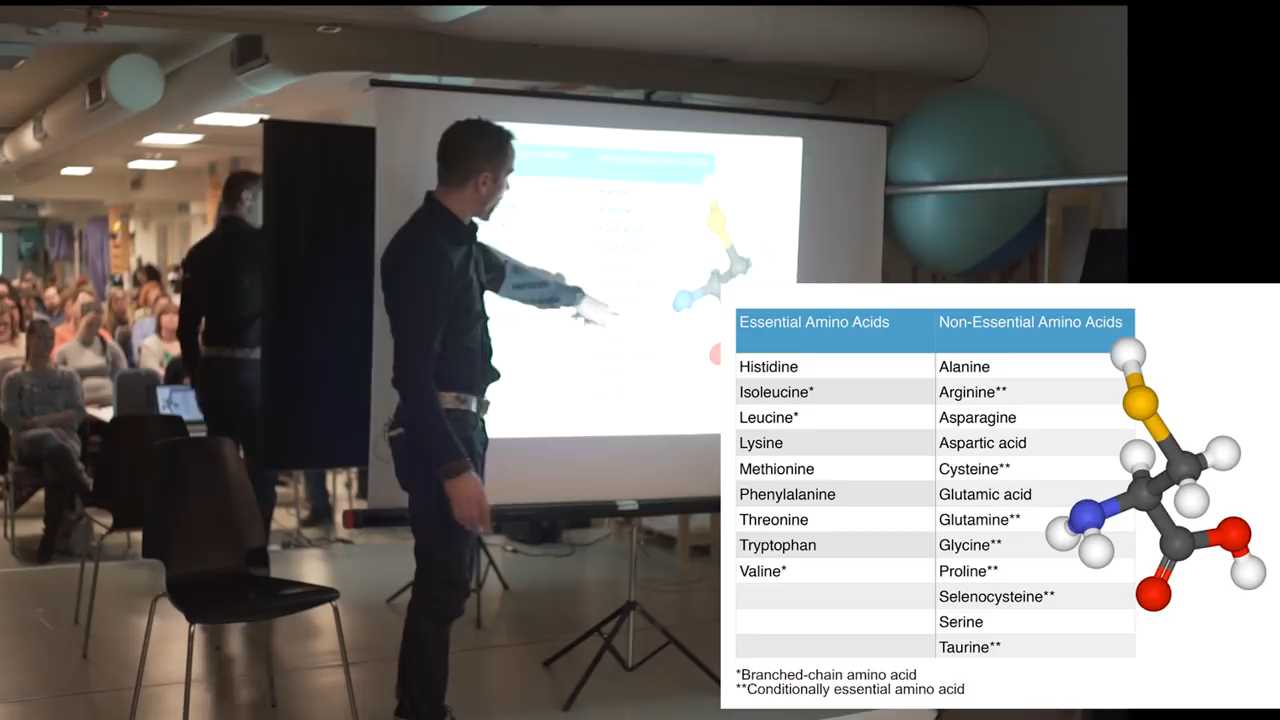 Essential Amino Acids Non-Essential Amino Acids
Histidine Alanine
Isoleucine* Arginine**
Leucine* Asparagine
Lysine Aspartic acid
Methionine Cysteine**
Phenylalanine Glutamic acid
Threonine Glutamine**
Tryptophan Glycine**
Valine* Proline**
Selenocysteine**
Serine
Taurine**
*Branched-chain amino acid
**Conditionally essential amino acid